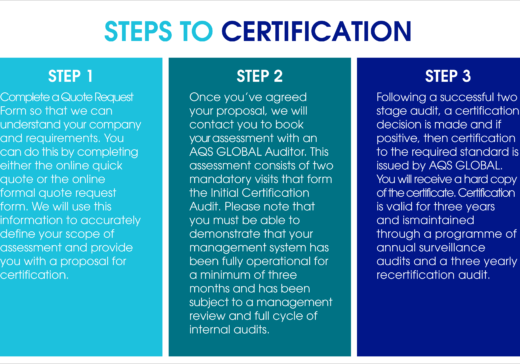 STEPS TO CERTIFICATION
STEP 1
Complete a Quote Request
Form so that we can
understand your company
and requirements. You
can do this by completing
either the online quick
quote or the online
formal quote request
form. We will use this
information to accurately
define your scope of
assessment and provide
you with a proposal for
certification.
STEP 2
Once you've agreed
your proposal, we will
contact you to book
your assessment with an
AQS GLOBAL Auditor. This
assessment consists of two
mandatory visits that form
the Initial Certification
Audit. Please note that
you must be able to
demonstrate that your
management system has
been fully operational for
a minimum of three
months and has been
subject to a management
review and full cycle of
internal audits.
STEP 3
Following a successful two
stage audit, a certification
decision is made and if
positive, then certification
to the required standard is
issued by AQS GLOBAL.
You will receive a hard copy
of the certificate. Certification
is valid for three years
and ismaintained
through a programme of
annual surveillance
audits and a three yearly
recertification audit.